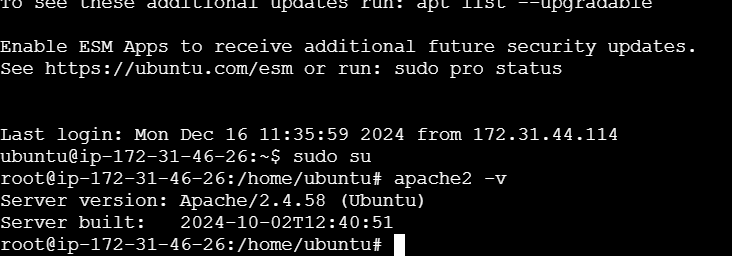 To see these additional updates run: apt list --upgradable
Enable ESM Apps to receive additional future security updates.
See https://ubuntu.com/esm or run: sudo pro status
Last login: Mon Dec 16 11:35:59 2024 from 172.31.44.114
ubuntu@ip-172-31-46-26:~$ sudo su
root@ip-172-31-46-26:/home/ubuntu# apache2 -v
Server version: Apache/2.4.58 (Ubuntu)
Server built:   2024-10-02T12:40:51
root@ip-172-31-46-26:/home/ubuntu#